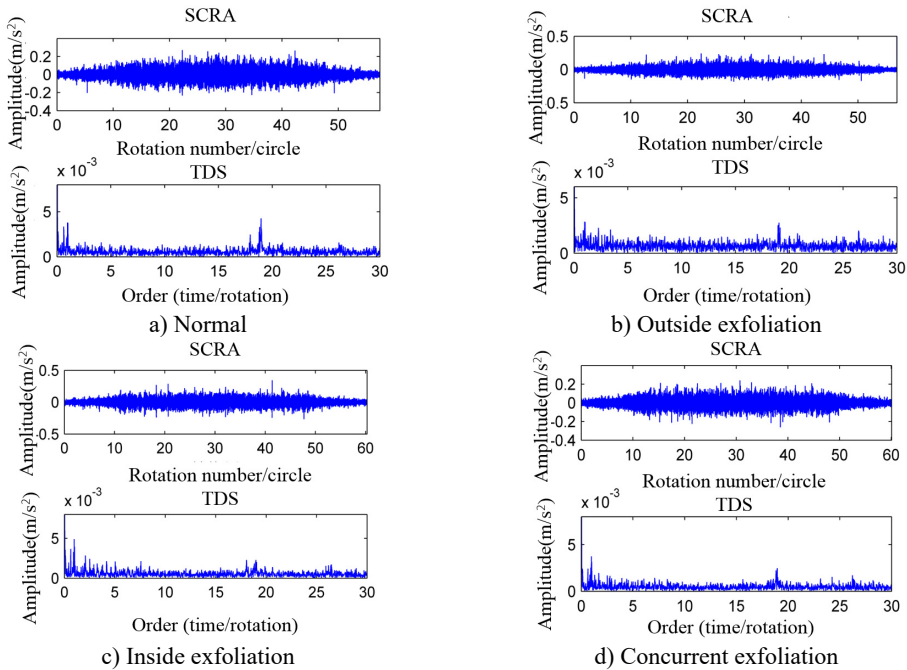 SCRA
Amplitude(m/s²)
0.2
0
-0.2
-0.4
0 10 20 30 40 50
Rotation number/circle
TDS
x 10⁻³
Amplitude(m/s²)
5
0
0 5 10 15 20 25 30
Order (time/rotation)
a) Normal
SCRA
Amplitude(m/s²)
0.5
0
0.5
0 10 20 30 40 50
Rotation number/circle
TDS
x 10⁻³
Amplitude(m/s²)
5
0
0 5 10 15 20 25 30
Order (time/rotation)
b) Outside exfoliation
SCRA
Amplitude(m/s²)
0.5
0
-0.5
0 10 20 30 40 50 60
Rotation number/circle
TDS
x 10⁻³
Amplitude(m/s²)
5
0
0 5 10 15 20 25 30
Order (time/rotation)
c) Inside exfoliation
SCRA
Amplitude(m/s²)
0.2
0
-0.2
-0.4
0 10 20 30 40 50 60
Rotation number/circle
TDS
x 10⁻³
Amplitude(m/s²)
5
0
0 5 10 15 20 25 30
Order (time/rotation)
d) Concurrent exfoliation